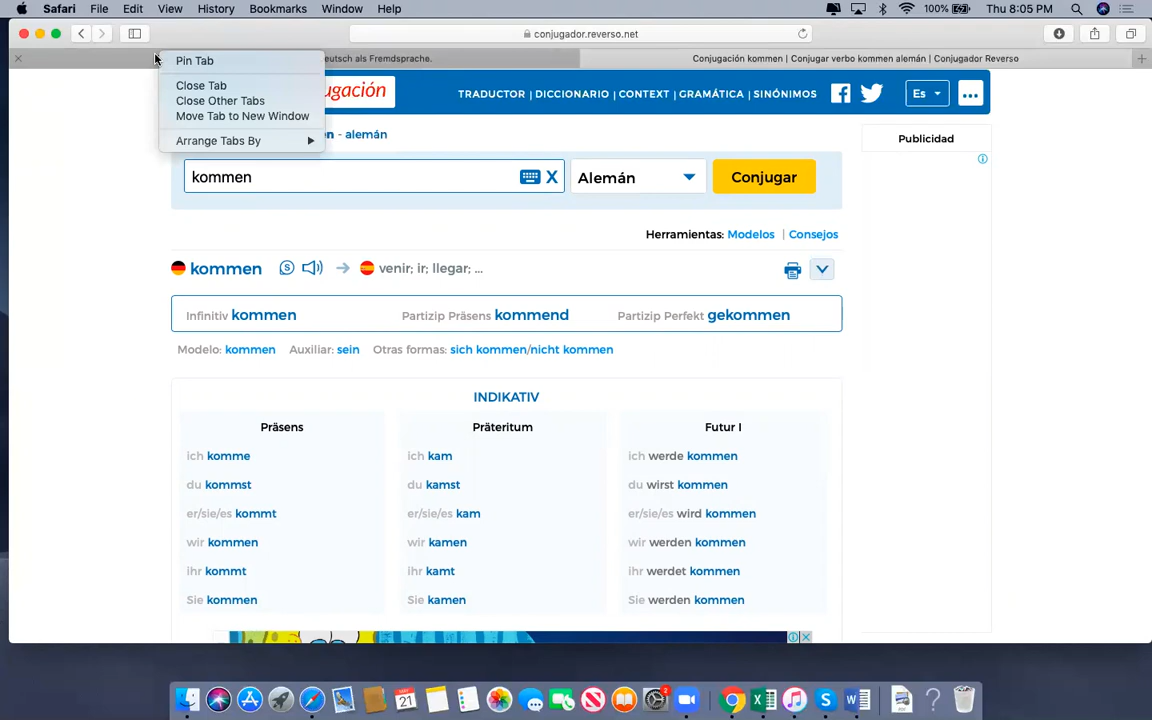 Safari File Edit View History Bookmarks Window Help 100% Thu 8:05 PM
conjugador.reverso.net
eutsch als Fremdsprache. Conjugación kommen | Conjugar verbo kommen alemán | Conjugador Reverso
Pin Tab
Close Tab
Close Other Tabs
Move Tab to New Window
Arrange Tabs By
jugación TRADUCTOR | DICCIONARIO | CONTEXT | GRAMÁTICA | SINÓNIMOS Es ...
n - alemán
Publicidad
kommen X Alemán Conjugar
Herramientas: Modelos | Consejos
kommen venir; ir; llegar; ...
Infinitiv kommen Partizip Präsens kommend Partizip Perfekt gekommen
Modelo: kommen Auxiliar: sein Otras formas: sich kommen/nicht kommen
INDIKATIV
Präsens Präteritum Futur I
ich komme ich kam ich werde kommen
du kommst du kamst du wirst kommen
er/sie/es kommt er/sie/es kam er/sie/es wird kommen
wir kommen wir kamen wir werden kommen
ihr kommt ihr kamt ihr werdet kommen
Sie kommen Sie kamen Sie werden kommen
21 2